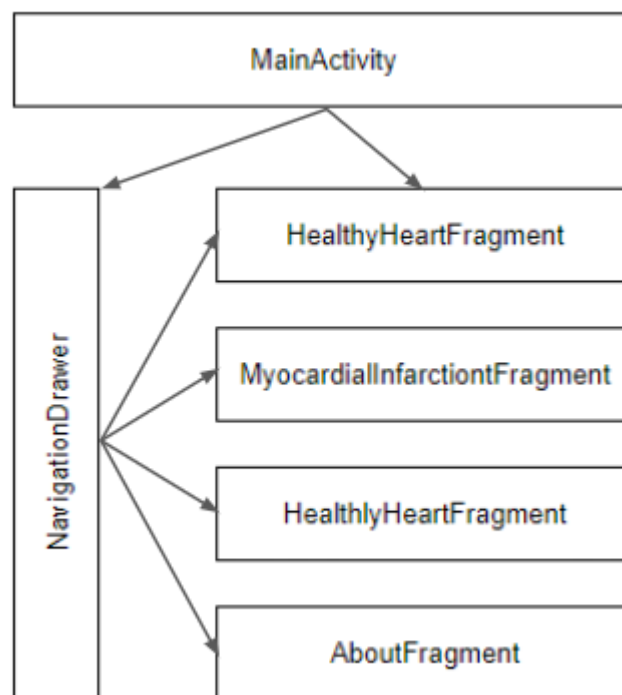 MainActivity
NavigationDrawer
HealthyHeartFragment
MyocardialInfarctiontFragment
HealthlyHeartFragment
AboutFragment